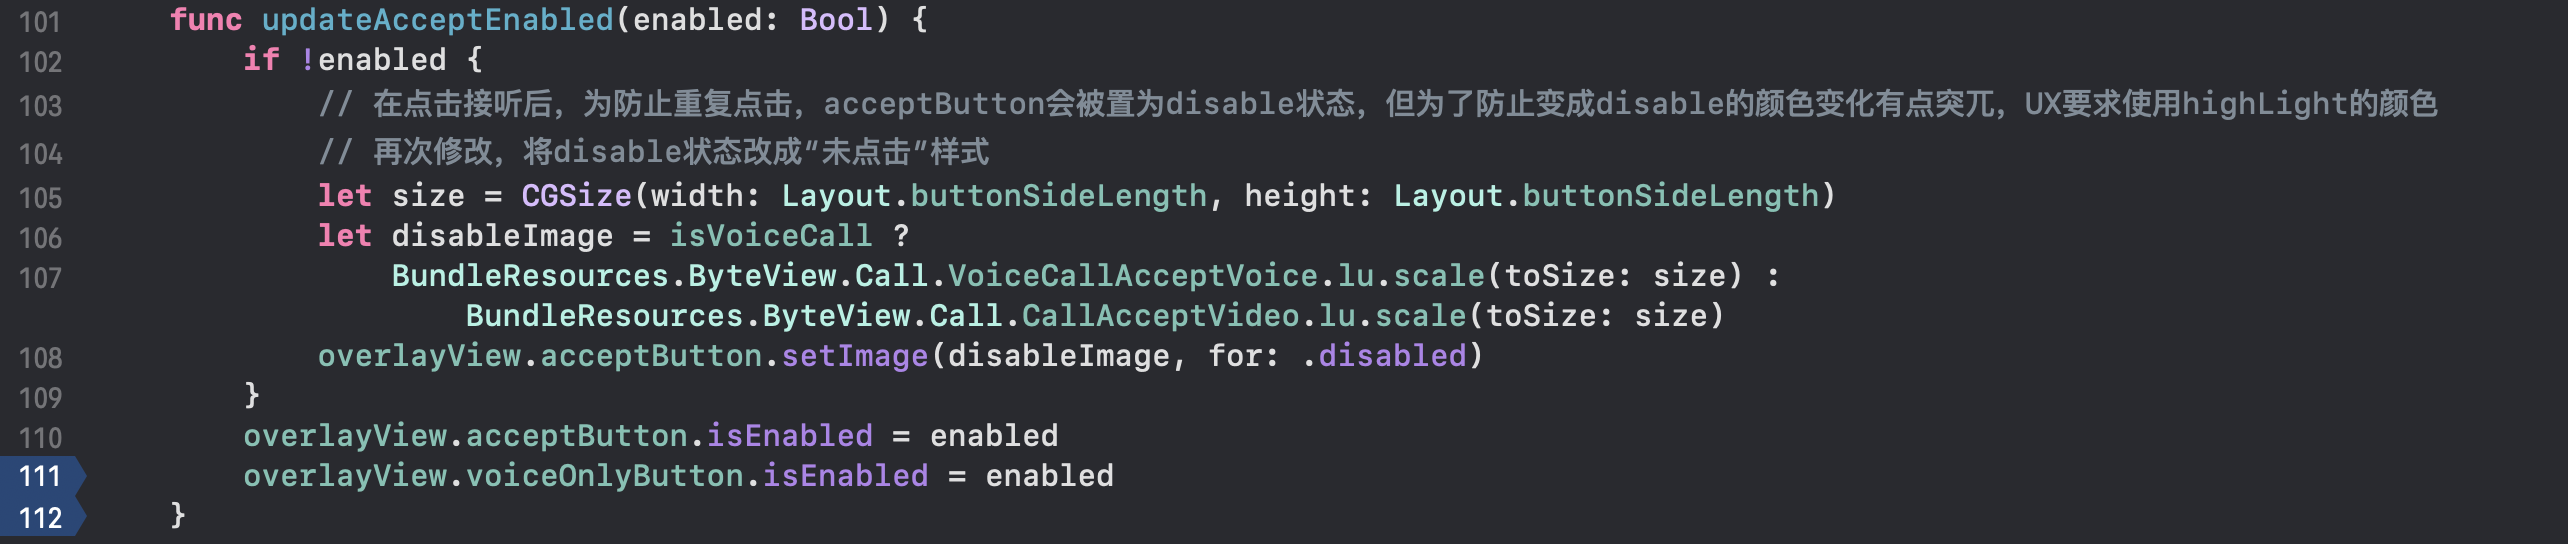 101 func updateAcceptEnabled(enabled: Bool) {
102 if !enabled {
103 // 在点击接听后，为防止重复点击，acceptButton会被置为disable状态，但为了防止变成disable的颜色变化有点突兀，UX要求使用highLight的颜色
104 // 再次修改，将disable状态改成“未点击”样式
105 let size = CGSize(width: Layout.buttonSideLength, height: Layout.buttonSideLength)
106 let disableImage = isVoiceCall ?
107 BundleResources.ByteView.Call.VoiceCallAcceptVoice.lu.scale(toSize: size) :
BundleResources.ByteView.Call.CallAcceptVideo.lu.scale(toSize: size)
108 overlayView.acceptButton.setImage(disableImage, for: .disabled)
109 }
110 overlayView.acceptButton.isEnabled = enabled
111 overlayView.voiceOnlyButton.isEnabled = enabled
112 }